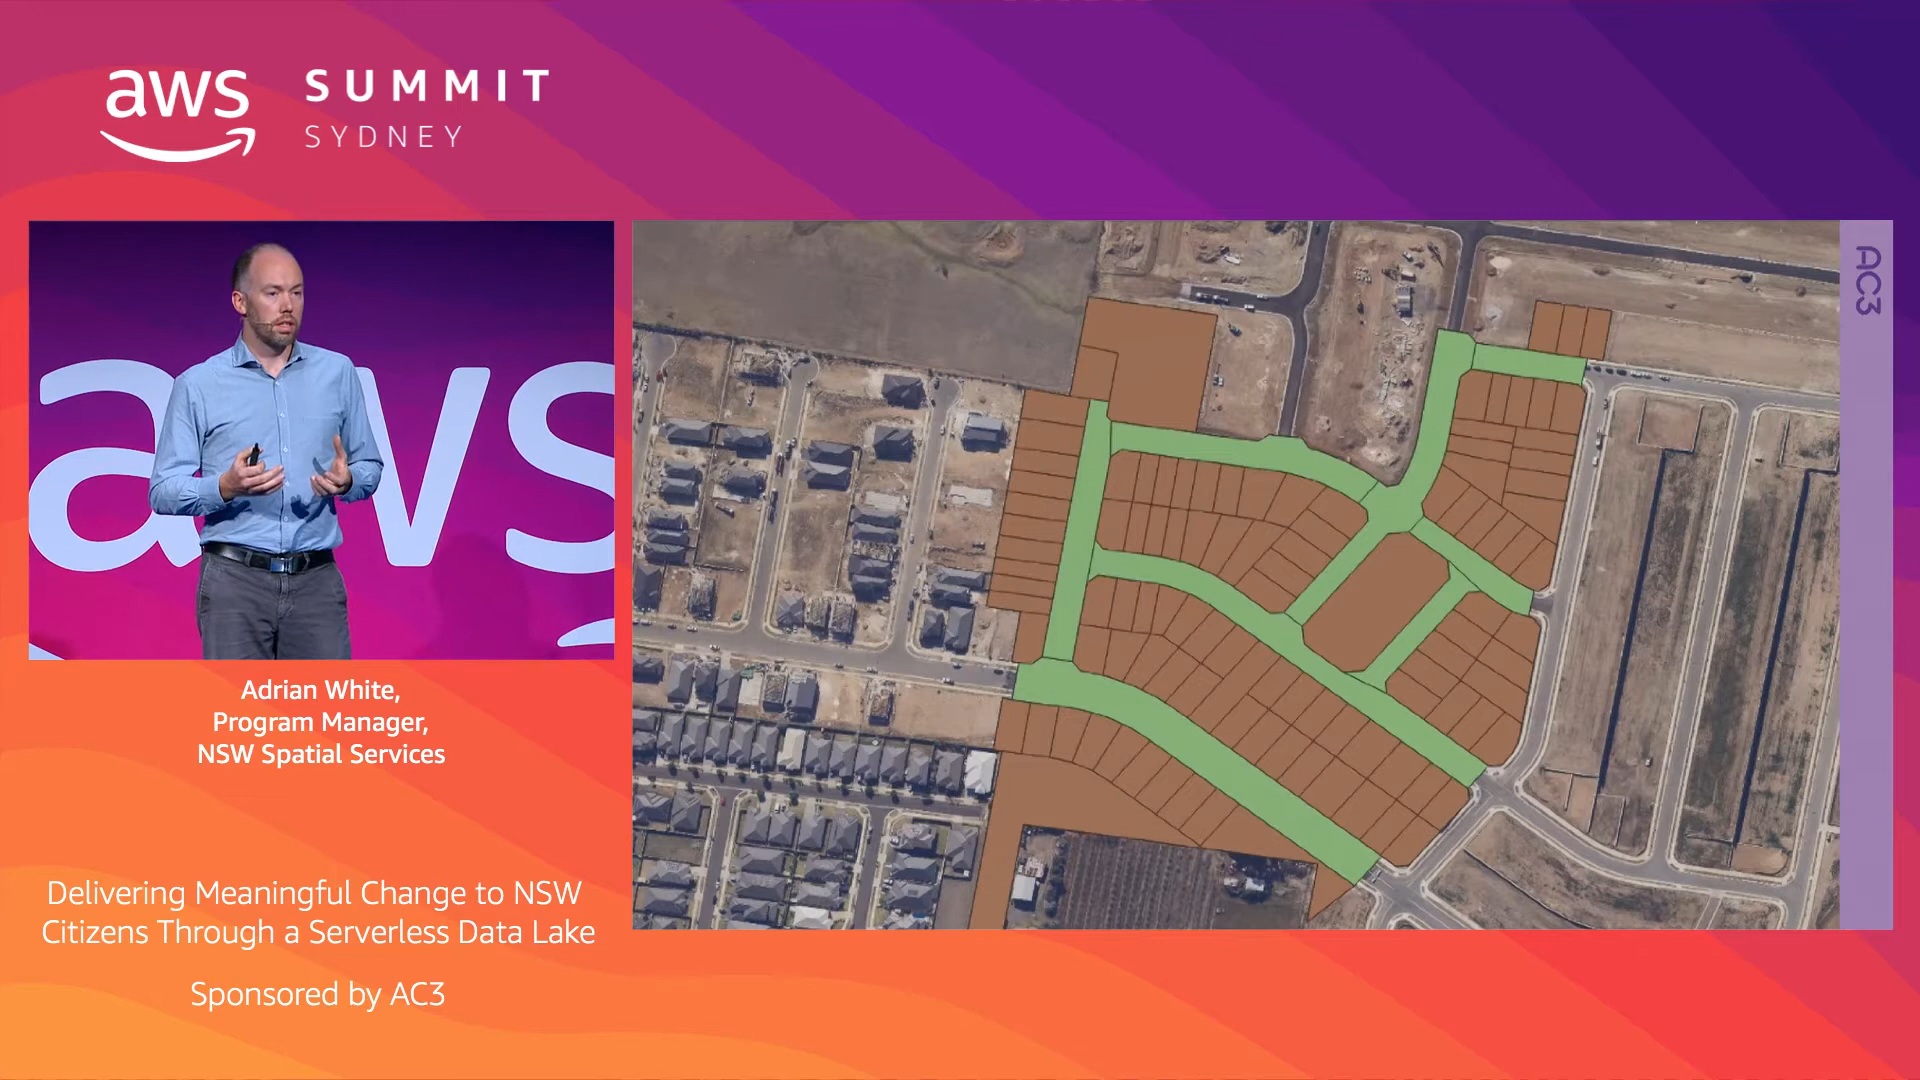 aws
SUMMIT
SYDNEY
aws
AC3
Adrian White,
Program Manager,
NSW Spatial Services
Delivering Meaningful Change to NSW
Citizens Through a Serverless Data Lake
Sponsored by AC3